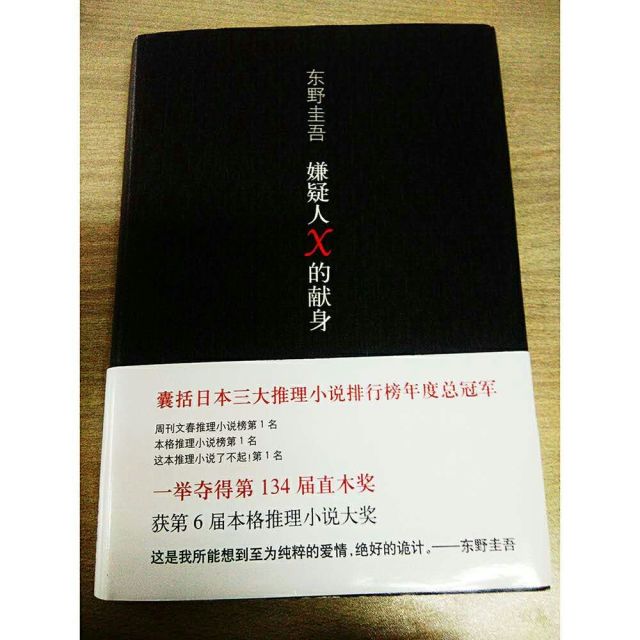 东野圭吾
嫌疑人X的献身
囊括日本三大推理小说排行榜年度总冠军
周刊文春推理小说榜第1名
本格推理小说榜第1名
这本推理小说了不起!第1名
一举夺得第134届直木奖
获第6届本格推理小说大奖
这是我所能想到至为纯粹的爱情,绝好的诡计。——东野圭吾